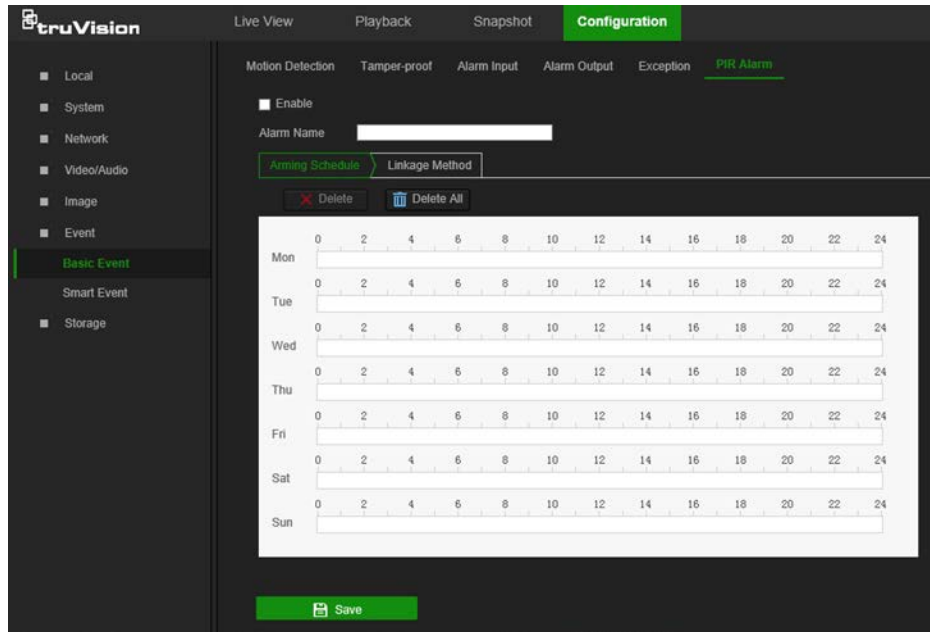 truVision
Live View Playback Snapshot Configuration
Motion Detection Tamper-proof Alarm Input Alarm Output Exception PIR Alarm
Local
System
Network
Video/Audio
Image
Event
Basic Event
Smart Event
Storage
Enable
Alarm Name
Arming Schedule Linkage Method
Delete Delete All
0 2 4 6 8 10 12 14 16 18 20 22 24
Mon
0 2 4 6 8 10 12 14 16 18 20 22 24
Tue
0 2 4 6 8 10 12 14 16 18 20 22 24
Wed
0 2 4 6 8 10 12 14 16 18 20 22 24
Thu
0 2 4 6 8 10 12 14 16 18 20 22 24
Fri
0 2 4 6 8 10 12 14 16 18 20 22 24
Sat
0 2 4 6 8 10 12 14 16 18 20 22 24
Sun
Save